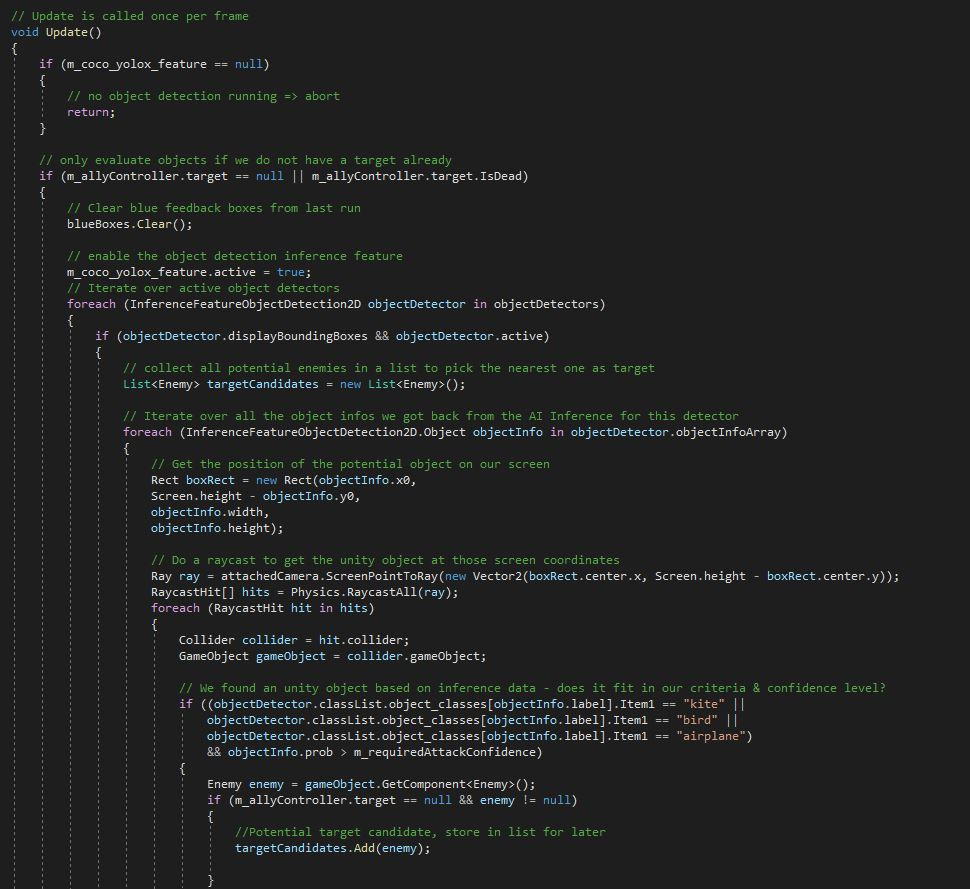 // Update is called once per frame
void Update()
{
if (m_coco_yolox_feature == null)
{
// no object detection running => abort
return;
}
// only evaluate objects if we do not have a target already
if (m_allyController.target == null || m_allyController.target.IsDead)
{
// Clear blue feedback boxes from last run
blueBoxes.Clear();
// enable the object detection inference feature
m_coco_yolox_feature.active = true;
// Iterate over active object detectors
foreach (InferenceFeatureObjectDetection2D objectDetector in objectDetectors)
{
if (objectDetector.displayBoundingBoxes && objectDetector.active)
{
// collect all potential enemies in a list to pick the nearest one as target
List<Enemy> targetCandidates = new List<Enemy>();
// Iterate over all the object infos we got back from the AI Inference for this detector
foreach (InferenceFeatureObjectDetection2D.Object objectInfo in objectDetector.objectInfoArray)
{
// Get the position of the potential object on our screen
Rect boxRect = new Rect(objectInfo.x0,
Screen.height - objectInfo.y0,
objectInfo.width,
objectInfo.height);
// Do a raycast to get the unity object at those screen coordinates
Ray ray = attachedCamera.ScreenPointToRay(new Vector2(boxRect.center.x, Screen.height - boxRect.center.y));
RaycastHit[] hits = Physics.RaycastAll(ray);
foreach (RaycastHit hit in hits)
{
Collider collider = hit.collider;
GameObject gameObject = collider.gameObject;
// We found an unity object based on inference data - does it fit in our criteria & confidence level?
if ((objectDetector.classList.object_classes[objectInfo.label].Item1 == "kite" ||
objectDetector.classList.object_classes[objectInfo.label].Item1 == "bird" ||
objectDetector.classList.object_classes[objectInfo.label].Item1 == "airplane")
&& objectInfo.prob > m_requiredAttackConfidence)
{
Enemy enemy = gameObject.GetComponent<Enemy>();
if (m_allyController.target == null && enemy != null)
{
//Potential target candidate, store in list for later
targetCandidates.Add(enemy);
}